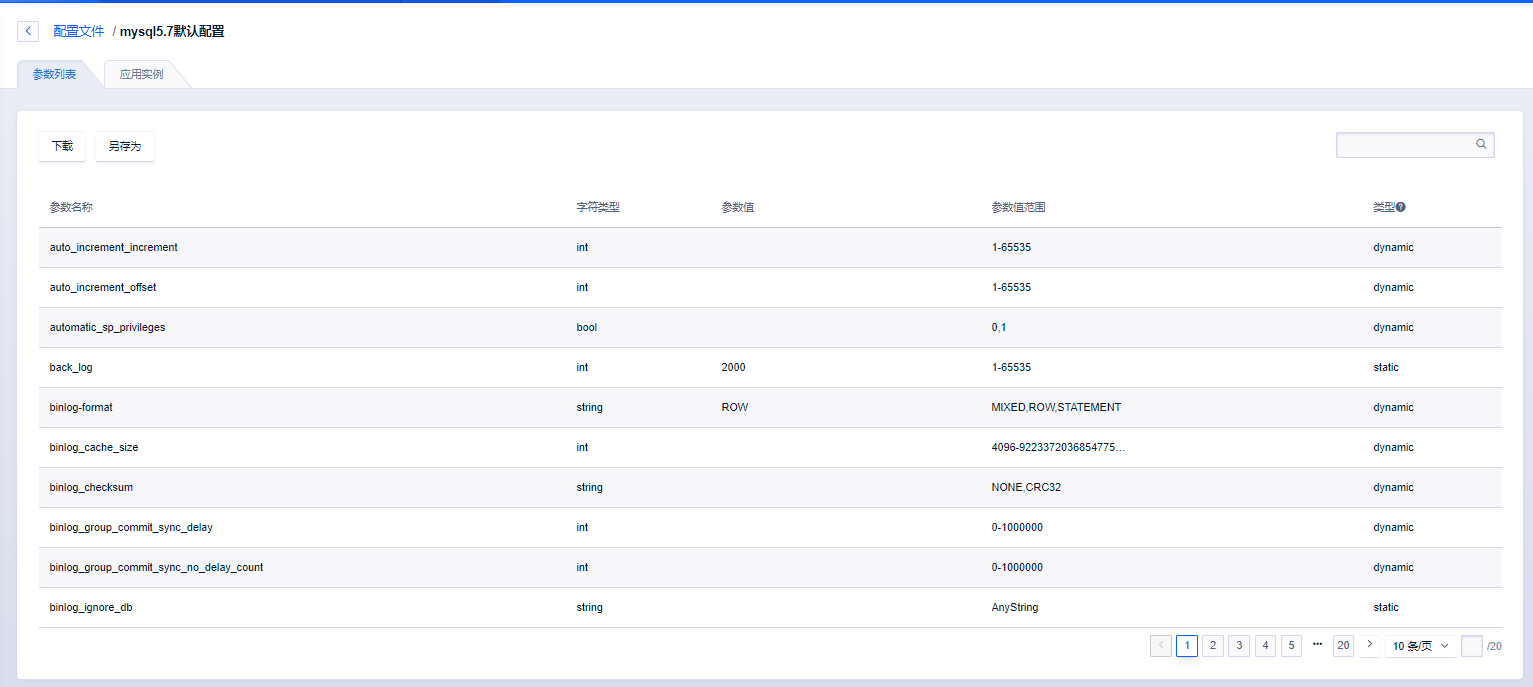 配置文件 / mysql5.7默认配置
参数列表 应用实例
下载 另存为
参数名称 字符类型 参数值 参数值范围 类型
auto_increment_increment int 1-65535 dynamic
auto_increment_offset int 1-65535 dynamic
automatic_sp_privileges bool 0,1 dynamic
back_log int 2000 1-65535 static
binlog-format string ROW MIXED,ROW,STATEMENT dynamic
binlog_cache_size int 4096-9223372036854775... dynamic
binlog_checksum string NONE,CRC32 dynamic
binlog_group_commit_sync_delay int 0-1000000 dynamic
binlog_group_commit_sync_no_delay_count int 0-1000000 dynamic
binlog_ignore_db string AnyString static
1 2 3 4 5 ••• 20 10 条/页 /20